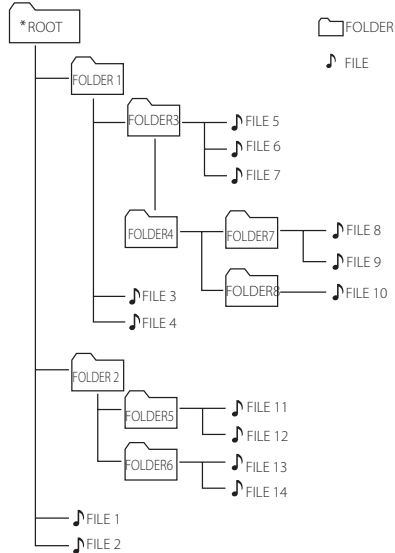 *ROOT
FOLDER
FILE
FOLDER 1
FOLDER3
FILE 5
FILE 6
FILE 7
FOLDER4
FOLDER7
FILE 8
FILE 9
FOLDER8
FILE 10
FILE 3
FILE 4
FOLDER 2
FOLDER5
FILE 11
FILE 12
FOLDER6
FILE 13
FILE 14
FILE 1
FILE 2